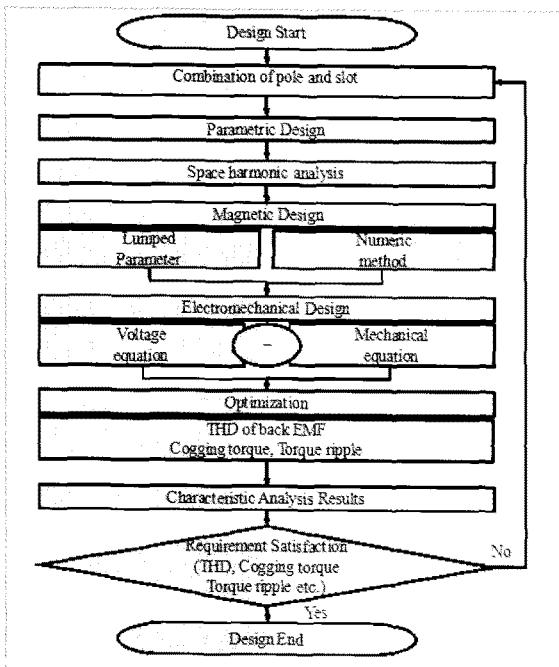 Design Start
Combination of pole and slot
Parametric Design
Space harmonic analysis
Magnetic Design
Lumped
Parameter
Numeric
method
Electromechanical Design
Voltage
equation
Mechanical
equation
Optimization
THD of back EMF
Cogging torque, Torque ripple
Characteristic Analysis Results
Requirement Satisfaction
(THD, Cogging torque
Torque ripple etc.)
No
Yes
Design End